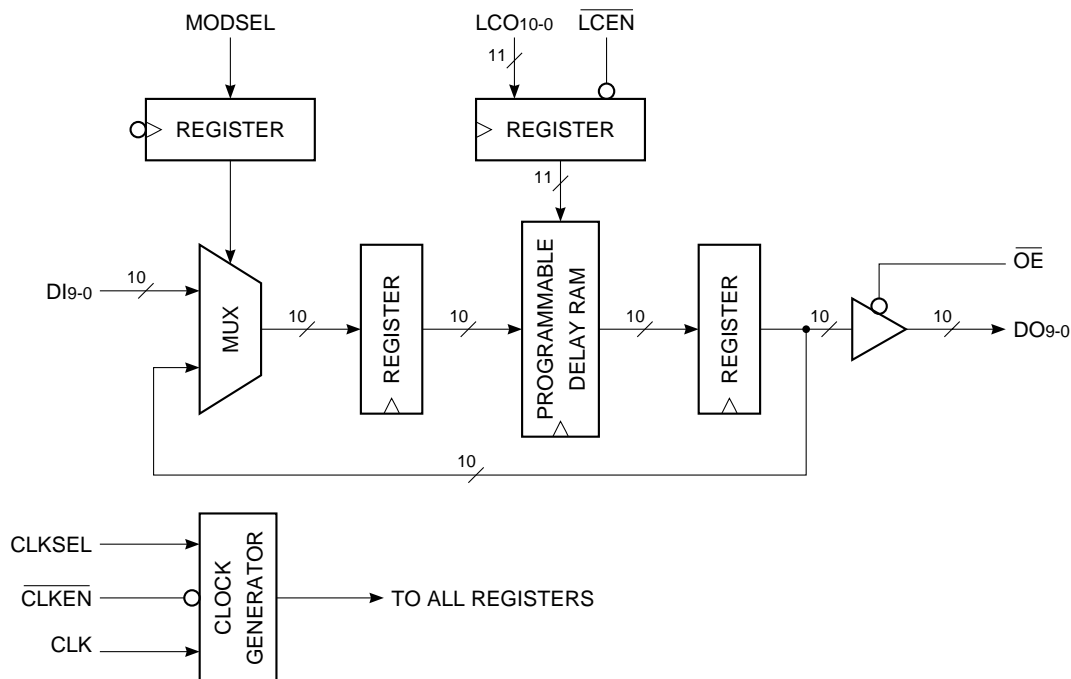 MODSEL
LCO10-0
LCEN
11
REGISTER
REGISTER
11
DI9-0
10
MUX
10
REGISTER
10
PROGRAMMABLE
DELAY RAM
10
REGISTER
10
OE
10
DO9-0
10
CLKSEL
CLKEN
CLK
CLOCK
GENERATOR
TO ALL REGISTERS